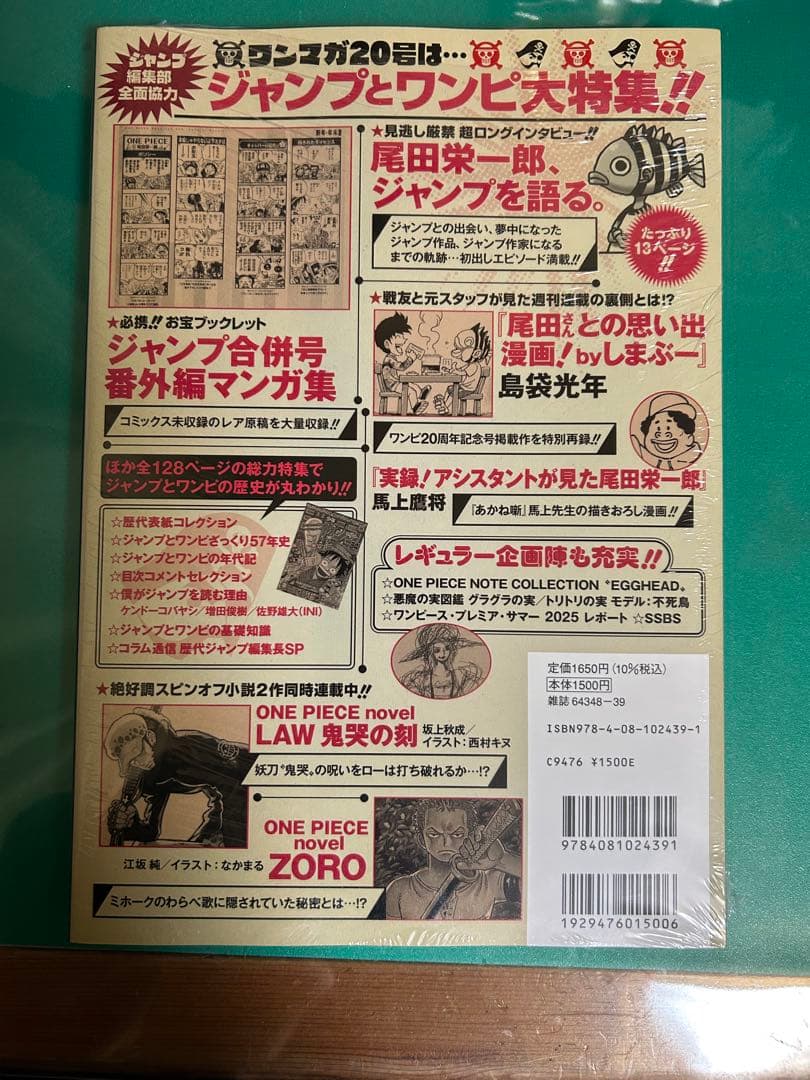 ジャンプ
編集部
全面協力
ワンマガ20号は…
ジャンプとワンピ大特集!!
ONE PIECE
★見逃し厳禁 超ロングインタビュー!!
尾田栄一郎、
ジャンプを語る。
ジャンプとの出会い、夢中になった
ジャンプ作品、ジャンプ作家になる
までの軌跡…初出しエピソード満載!!
たっぷり
13ページ
!!
★必携!! お宝ブックレット
ジャンプ合併号
番外編マンガ集
コミックス未収録のレア原稿を大量収録!!
★戦友と元スタッフが見た週刊連載の裏側とは!?
『尾田さんとの思い出
漫画!byしまぶー』
島袋光年
ワンピ20周年記念号掲載作を特別再録!!
『実録!アシスタントが見た尾田栄一郎』
馬上鷹将
『あかね噺』馬上先生の描きおろし漫画!!
ほか全128ページの総力特集で
ジャンプとワンピの歴史が丸わかり!!
☆歴代表紙コレクション
☆ジャンプとワンピざっくり57年史
☆ジャンプとワンピの年代記
☆目次コメントセレクション
☆僕がジャンプを読む理由
ケンドーコバヤシ/増田俊樹/佐野雄大(INI)
☆ジャンプとワンピの基礎知識
☆コラム通信 歴代ジャンプ編集長SP
レギュラー企画陣も充実!!
☆ONE PIECE NOTE COLLECTION “EGGHEAD„
☆悪魔の実図鑑 グラグラの実/トリトリの実 モデル:不死鳥
☆ワンピース・プレミア・サマー 2025 レポート ☆SSBS
★絶好調スピンオフ小説2作同時連載中!!
ONE PIECE novel
LAW 鬼哭の刻
坂上秋成/
イラスト:西村キヌ
妖刀“鬼哭„の呪いをローは打ち破れるか…!?
ONE PIECE
novel
ZORO
江坂 純/イラスト:なかまる
ミホークのわらべ歌に隠されていた秘密とは…!?
定価1650円(10%税込)
本体1500円
雑誌 64348-39
ISBN978-4-08-102439-1
C9476 ¥1500E
9784081024391
1929476015006